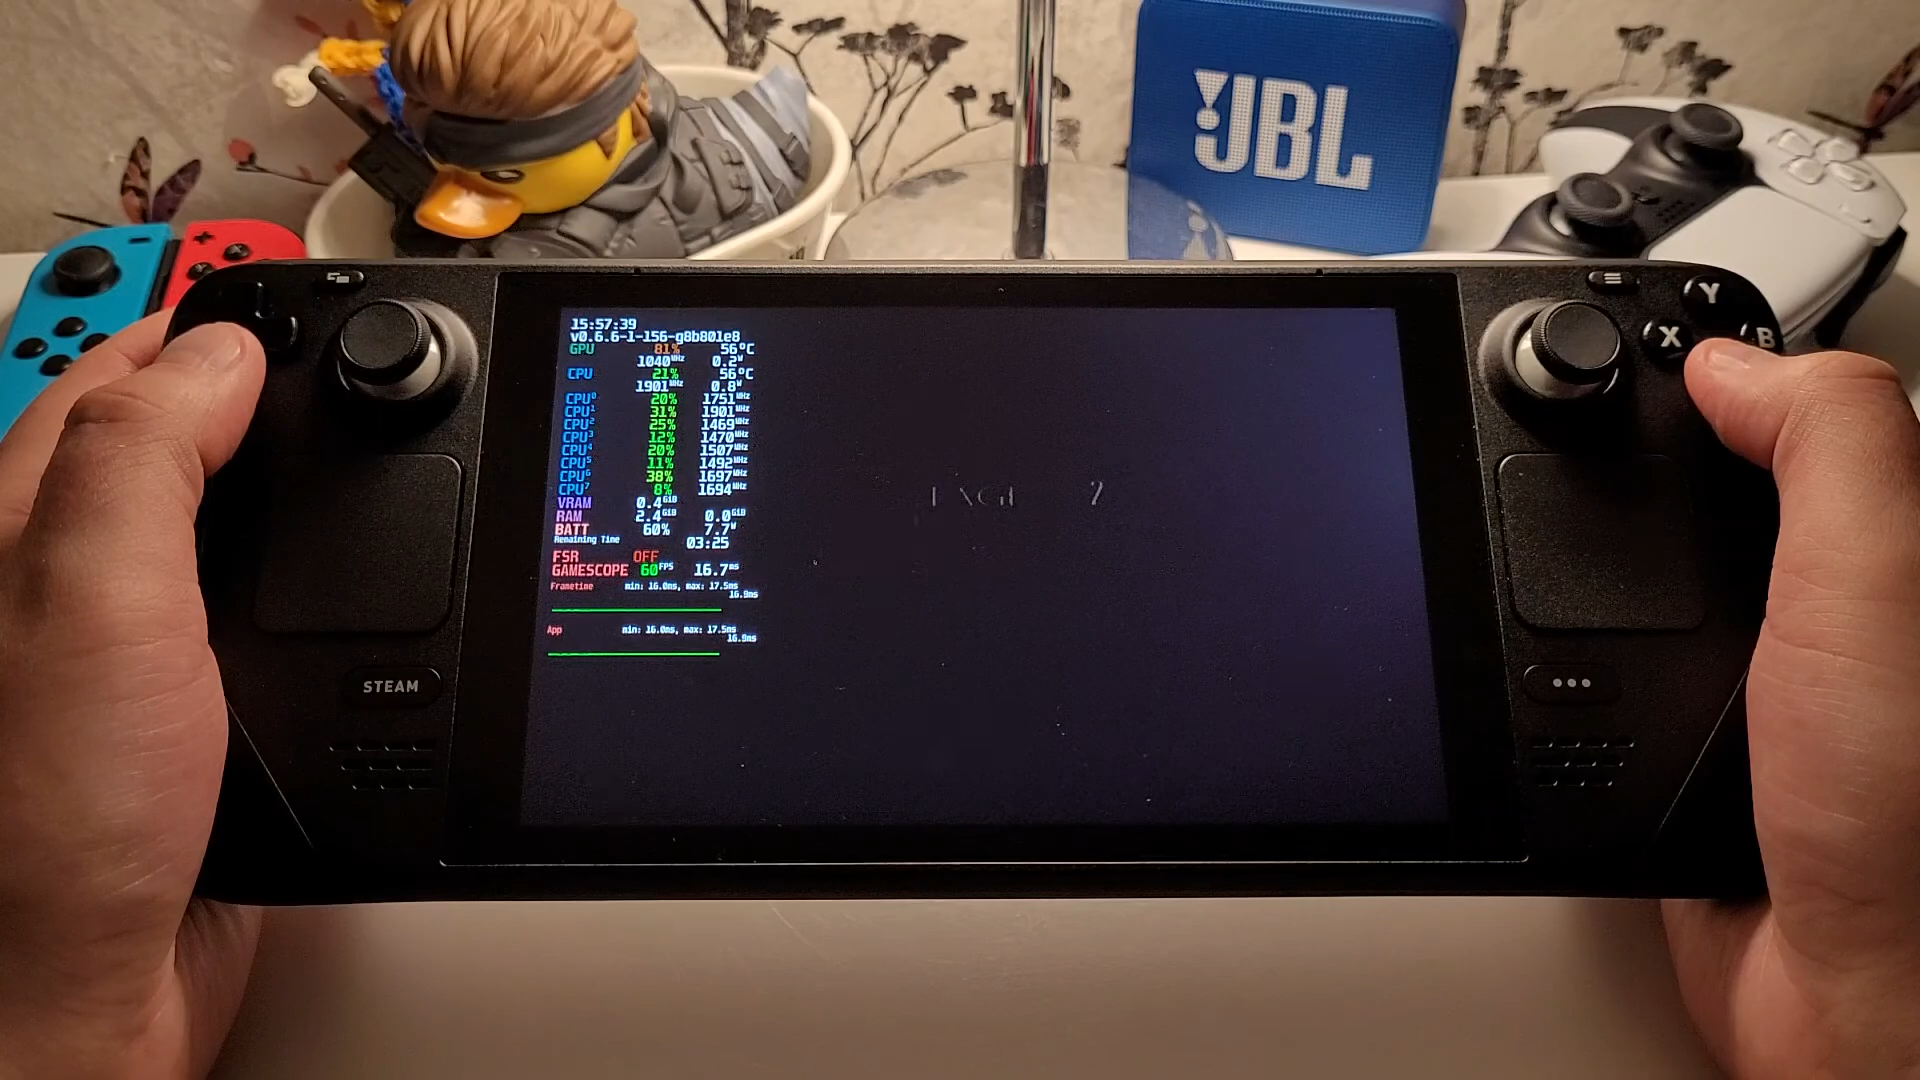 JBL
Y
X
B
STEAM
15:57:39
v0.6.6-1-156-g8b801e8
GPU 81% 56°C
1040MHz 0.2W
CPU 21% 56°C
1901MHz 0.8W
CPU0 20% 1751MHz
CPU1 31% 1901MHz
CPU2 25% 1469MHz
CPU3 12% 1470MHz
CPU4 20% 1507MHz
CPU5 11% 1492MHz
CPU6 38% 1697MHz
CPU7 8% 1694MHz
VRAM 0.4GiB
RAM 2.4GiB 0.0GiB
BATT 60% 7.7W
Remaining Time 03:25
FSR OFF
GAMESCOPE 60FPS 16.7ms
Frametime min: 16.0ms, max: 17.5ms
16.9ms
App min: 16.0ms, max: 17.5ms
16.9ms